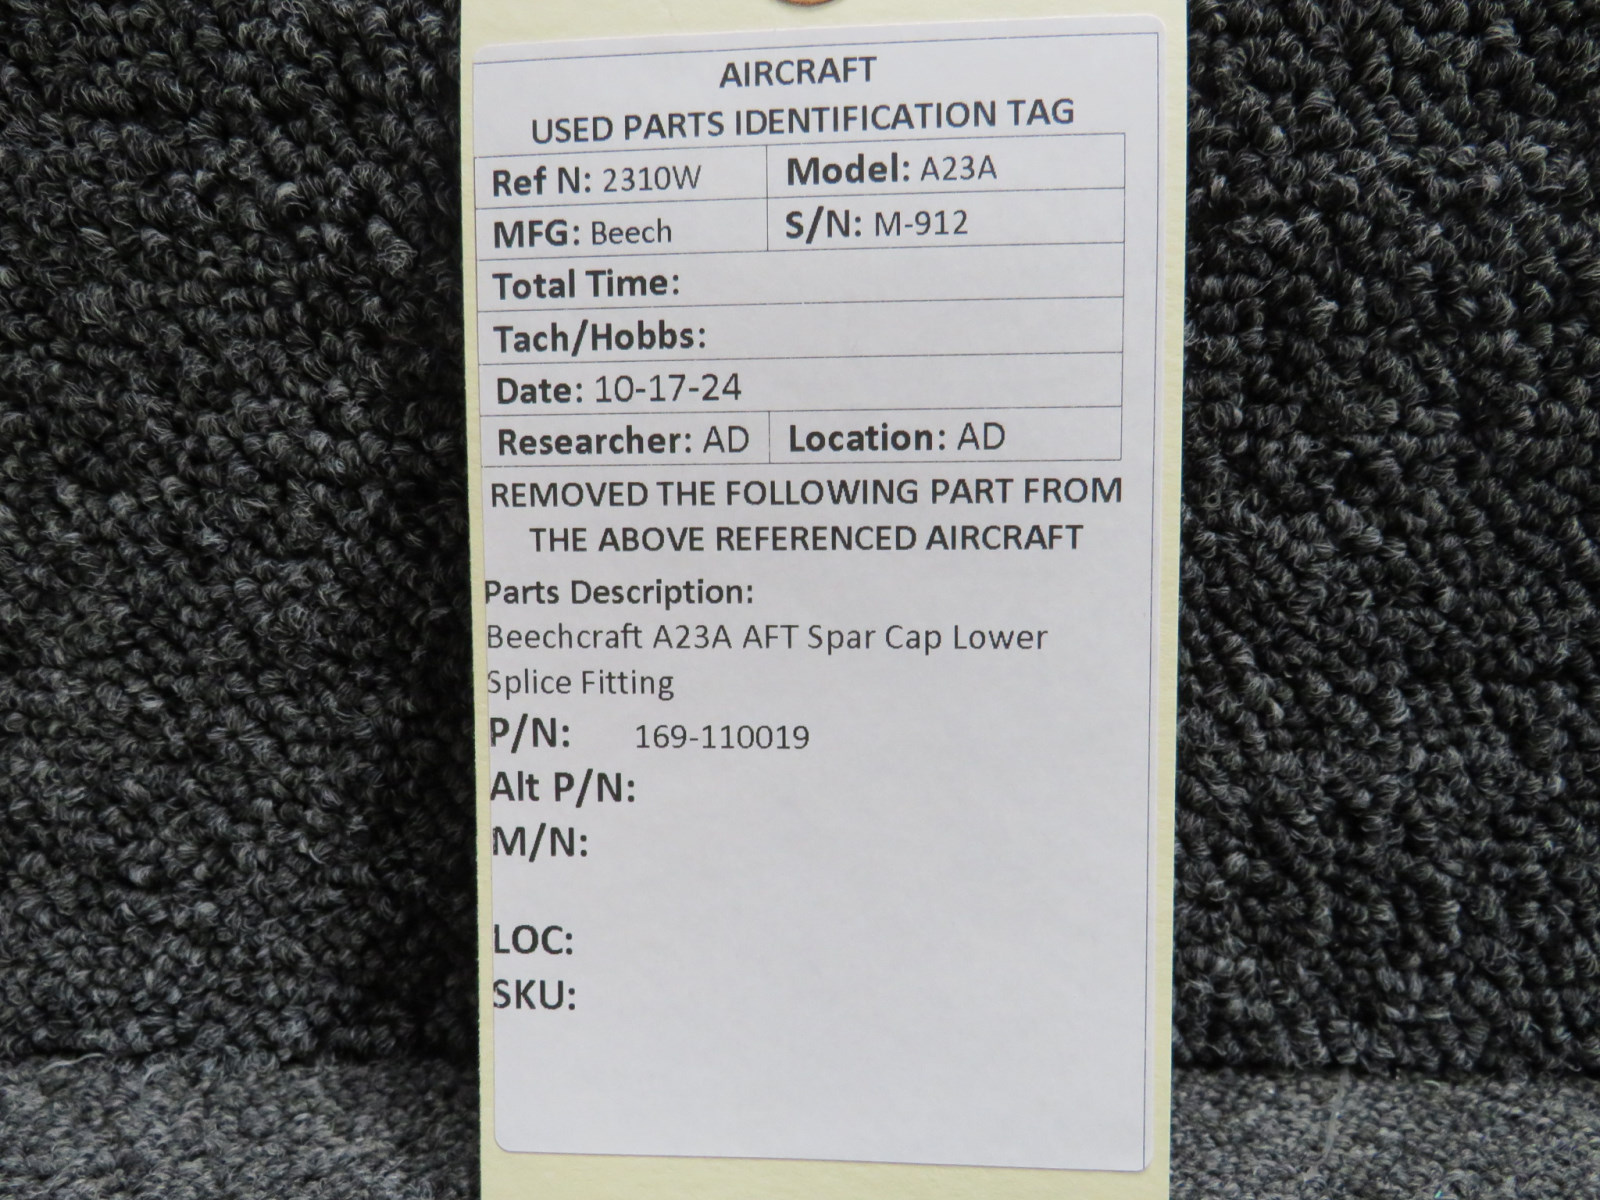 AIRCRAFT
USED PARTS IDENTIFICATION TAG
Ref N: 2310W Model: A23A
MFG: Beech S/N: M-912
Total Time:
Tach/Hobbs:
Date: 10-17-24
Researcher: AD Location: AD
REMOVED THE FOLLOWING PART FROM
THE ABOVE REFERENCED AIRCRAFT
Parts Description:
Beechcraft A23A AFT Spar Cap Lower
Splice Fitting
P/N: 169-110019
Alt P/N:
M/N:
LOC:
SKU: